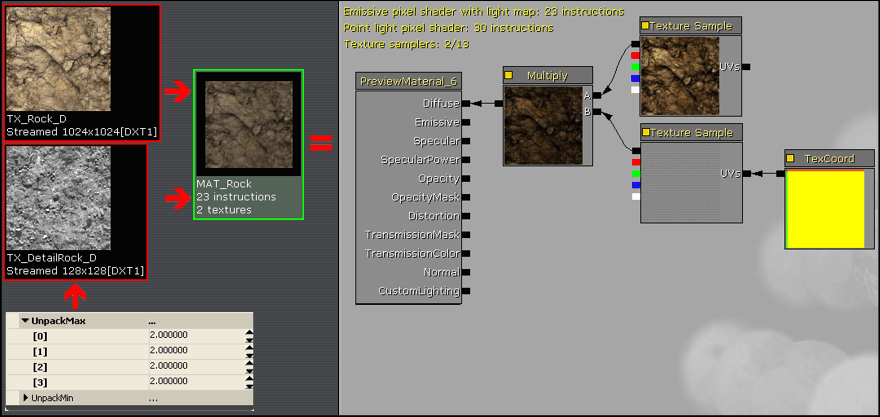 TX_Rock_D
Streamed 1024x1024[DXT1]
TX_DetailRock_D
Streamed 128x128[DXT1]
MAT_Rock
23 instructions
2 textures
UnpackMax ...
[0] 2.000000
[1] 2.000000
[2] 2.000000
[3] 2.000000
UnpackMin ...
Emissive pixel shader with light map: 23 instructions
Point light pixel shader: 30 instructions
Texture samplers: 2/13
PreviewMaterial_6
Diffuse
Emissive
Specular
SpecularPower
Opacity
OpacityMask
Distortion
TransmissionMask
TransmissionColor
Normal
CustomLighting
Multiply
A
B
Texture Sample
UVs
Texture Sample
UVs
TexCoord